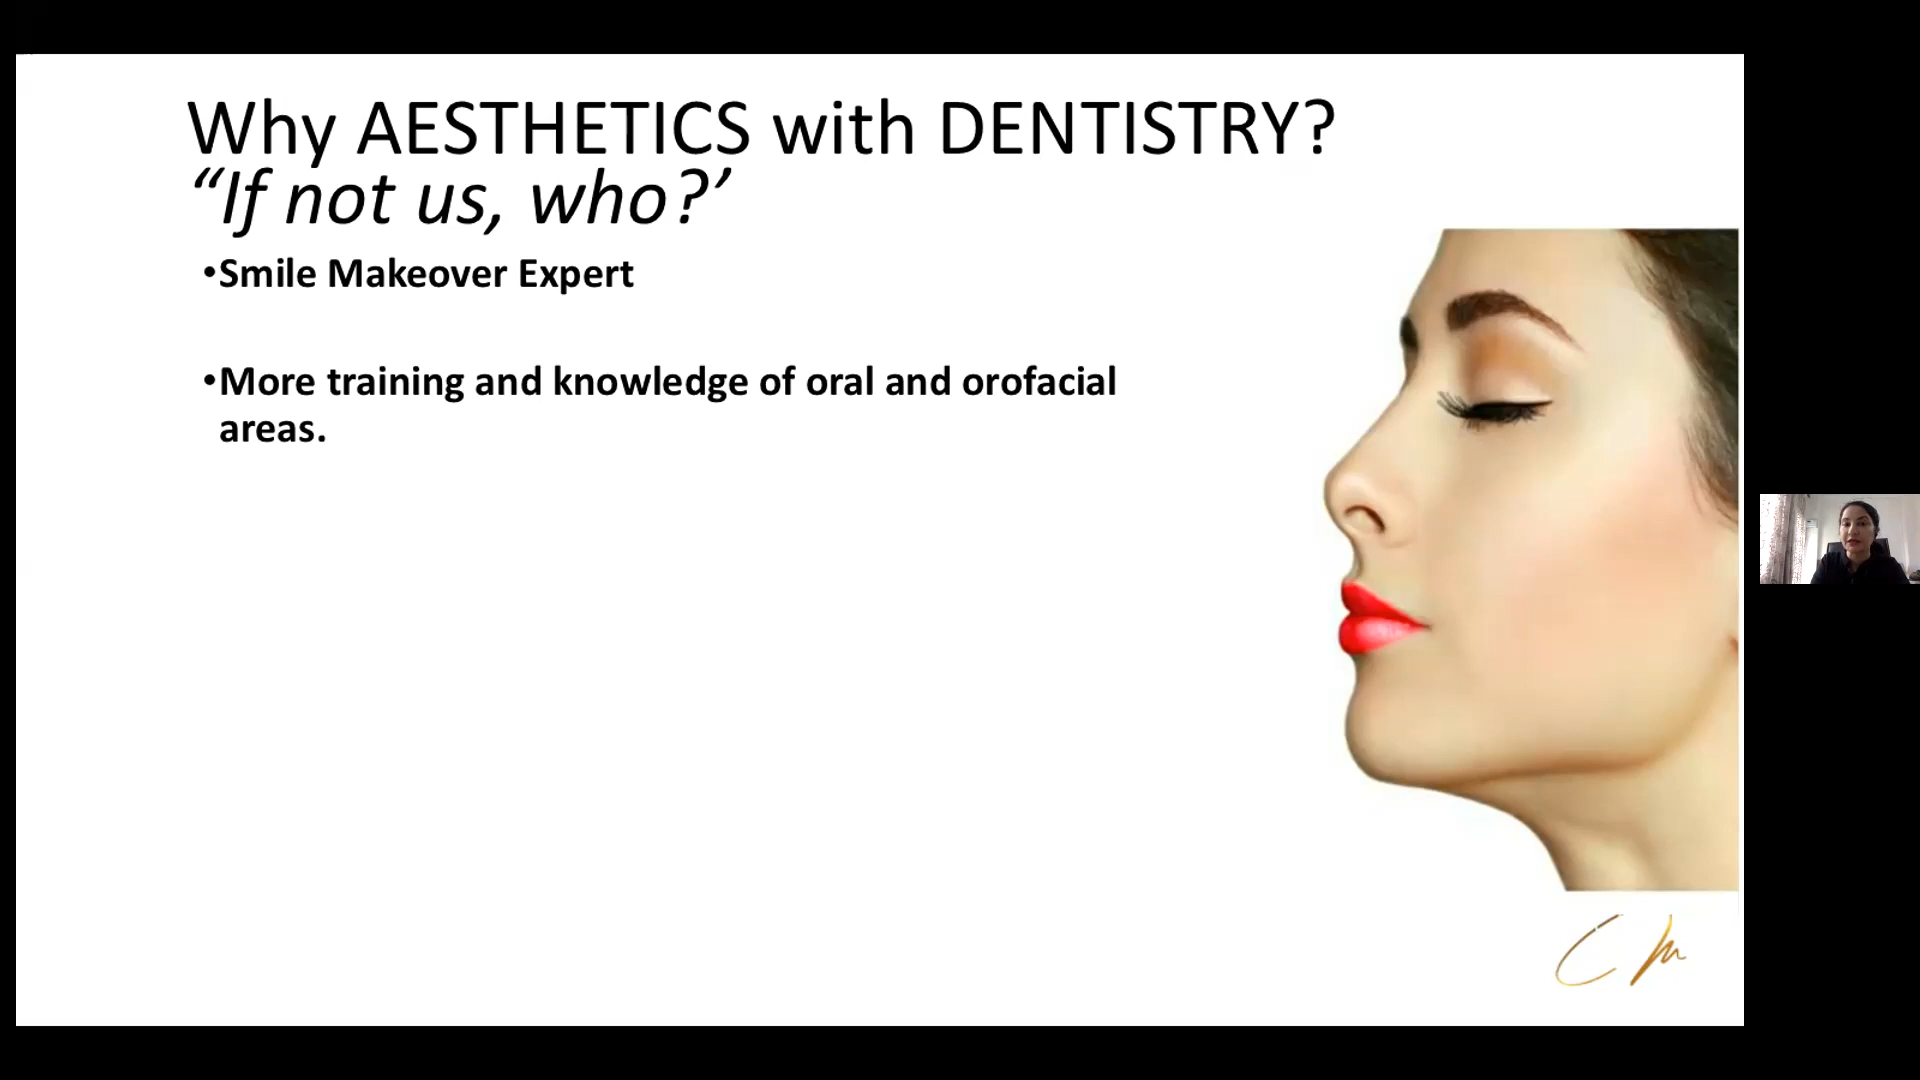 Why AESTHETICS with DENTISTRY?
“If not us, who?’
•Smile Makeover Expert
•More training and knowledge of oral and orofacial
areas.
CM